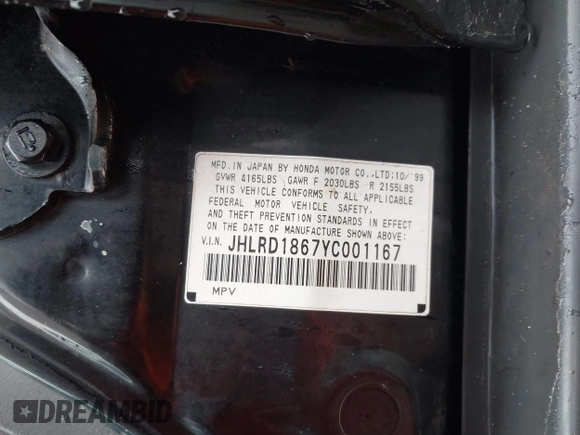 MFD. IN JAPAN BY HONDA MOTOR CO.,LTD:10/'99
GVWR 4165LBS GAWR F 2030LBS R 2155LBS
THIS VEHICLE CONFORMS TO ALL APPLICABLE
FEDERAL MOTOR VEHICLE SAFETY,
AND THEFT PREVENTION STANDARDS IN EFFECT
ON THE DATE OF MANUFACTURE SHOWN ABOVE:
V.I.N. JHLRD1867YC001167
MPV
DREAMBID